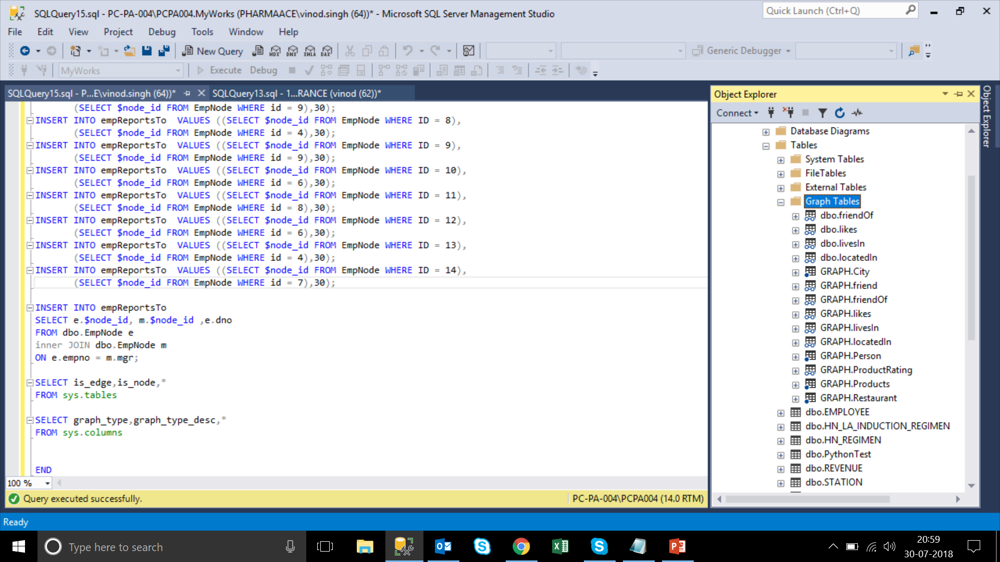 SQLQuery15.sql - PC-PA-004\PCPA004.MyWorks (PHARMAACE\vinod.singh (64))* - Microsoft SQL Server Management Studio
Quick Launch (Ctrl+Q)
File Edit View Project Debug Tools Window Help
New Query
MDX DMX XMLA DAX
Generic Debugger
MyWorks
Execute Debug
SQLQuery15.sql - P...E\vinod.singh (64))*
SQLQuery13.sql - 1...RANCE (vinod (62))*
(SELECT $node_id FROM EmpNode WHERE id = 9),30);
INSERT INTO empReportsTo  VALUES ((SELECT $node_id FROM EmpNode WHERE ID = 8),
(SELECT $node_id FROM EmpNode WHERE id = 4),30);
INSERT INTO empReportsTo  VALUES ((SELECT $node_id FROM EmpNode WHERE ID = 9),
(SELECT $node_id FROM EmpNode WHERE id = 9),30);
INSERT INTO empReportsTo  VALUES ((SELECT $node_id FROM EmpNode WHERE ID = 10),
(SELECT $node_id FROM EmpNode WHERE id = 6),30);
INSERT INTO empReportsTo  VALUES ((SELECT $node_id FROM EmpNode WHERE ID = 11),
(SELECT $node_id FROM EmpNode WHERE id = 8),30);
INSERT INTO empReportsTo  VALUES ((SELECT $node_id FROM EmpNode WHERE ID = 12),
(SELECT $node_id FROM EmpNode WHERE id = 6),30);
INSERT INTO empReportsTo  VALUES ((SELECT $node_id FROM EmpNode WHERE ID = 13),
(SELECT $node_id FROM EmpNode WHERE id = 4),30);
INSERT INTO empReportsTo  VALUES ((SELECT $node_id FROM EmpNode WHERE ID = 14),
(SELECT $node_id FROM EmpNode WHERE id = 7),30);
INSERT INTO empReportsTo
SELECT e.$node_id, m.$node_id ,e.dno
FROM dbo.EmpNode e
inner JOIN dbo.EmpNode m
ON e.empno = m.mgr;
SELECT is_edge,is_node,*
FROM sys.tables
SELECT graph_type,graph_type_desc,*
FROM sys.columns
END
100 %
Query executed successfully.
PC-PA-004\PCPA004 (14.0 RTM)
Object Explorer
Connect
Database Diagrams
Tables
System Tables
FileTables
External Tables
Graph Tables
dbo.friendOf
dbo.likes
dbo.livesIn
dbo.locatedIn
GRAPH.City
GRAPH.friend
GRAPH.friendOf
GRAPH.likes
GRAPH.livesIn
GRAPH.locatedIn
GRAPH.Person
GRAPH.ProductRating
GRAPH.Products
GRAPH.Restaurant
dbo.EMPLOYEE
dbo.HN_LA_INDUCTION_REGIMEN
dbo.HN_REGIMEN
dbo.PythonTest
dbo.REVENUE
dbo.STATION
Object Explorer
Ready
Type here to search
20:59
30-07-2018